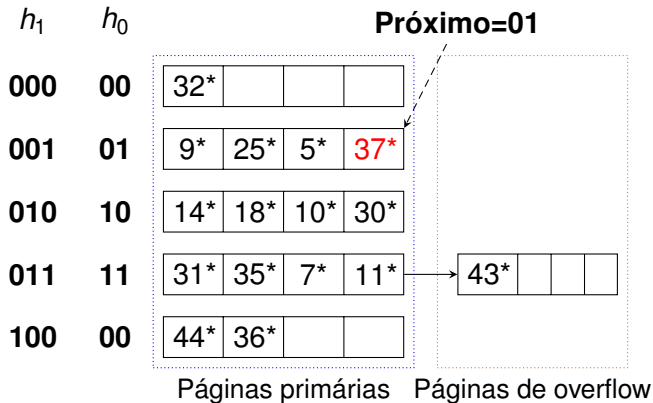 h1 h0 Próximo=01
000 00 32*
001 01 9* 25* 5* 37*
010 10 14* 18* 10* 30*
011 11 31* 35* 7* 11* 43*
100 00 44* 36*
Páginas primárias Páginas de overflow